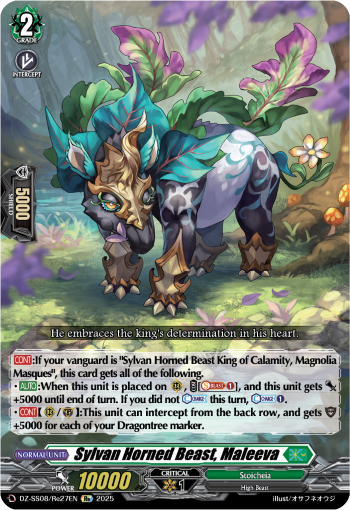 2
GRADE
INTERCEPT
5000
SHIELD
He embraces the king's determination in his heart.
CONT:If your vanguard is "Sylvan Horned Beast King of Calamity, Magnolia
Masques", this card gets all of the following.
• AUTO:When this unit is placed on [BLAST 1], and this unit gets
+5000 until end of turn. If you did not CHARGE this turn, CHARGE 1.
• CONT:This unit can intercept from the back row, and gets
+5000 for each of your Dragontree marker.
NORMAL UNIT
Sylvan Horned Beast, Maleeva
POWER
10000
CRITICAL
1
Stoicheia
High Beast
DZ-SS08/Re27EN
2025
illust/オサフネオウジ